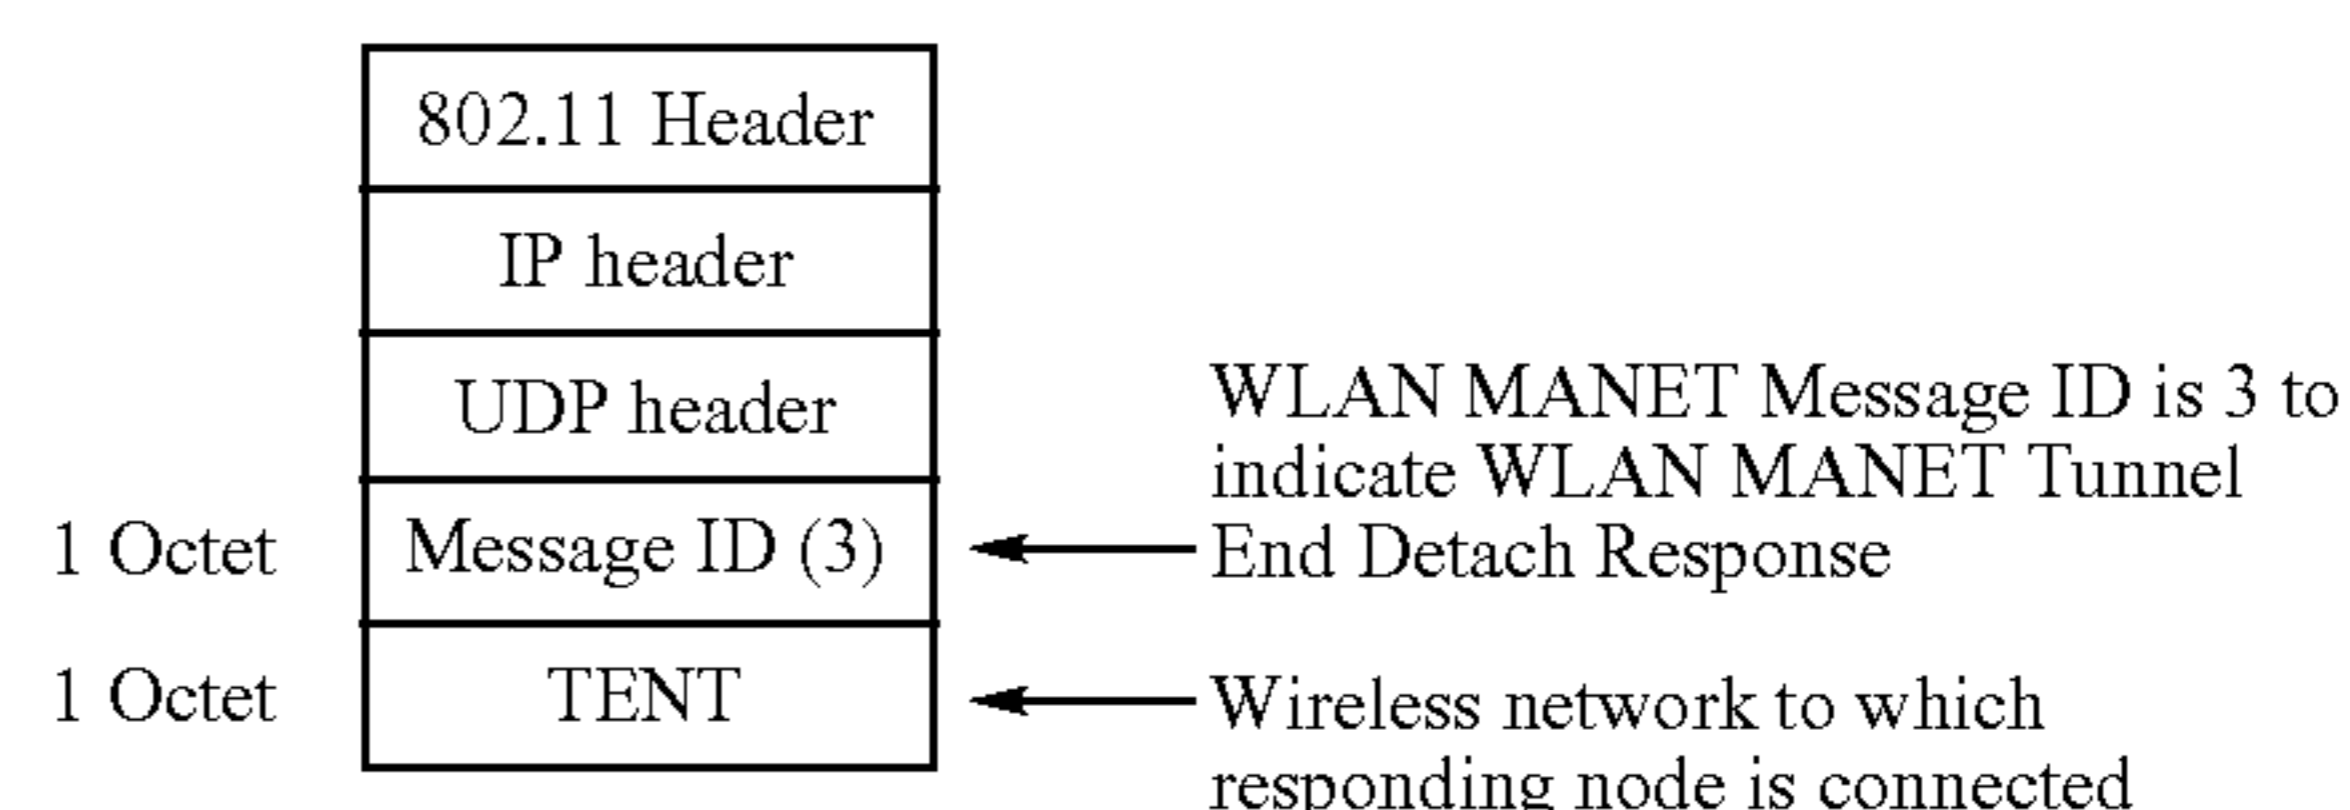 802.11 Header
IP header
UDP header
WLAN MANET Message ID is 3 to
indicate WLAN MANET Tunnel
End Detach Response
1 Octet
Message ID (3)
1 Octet
TENT
Wireless network to which
responding node is connected